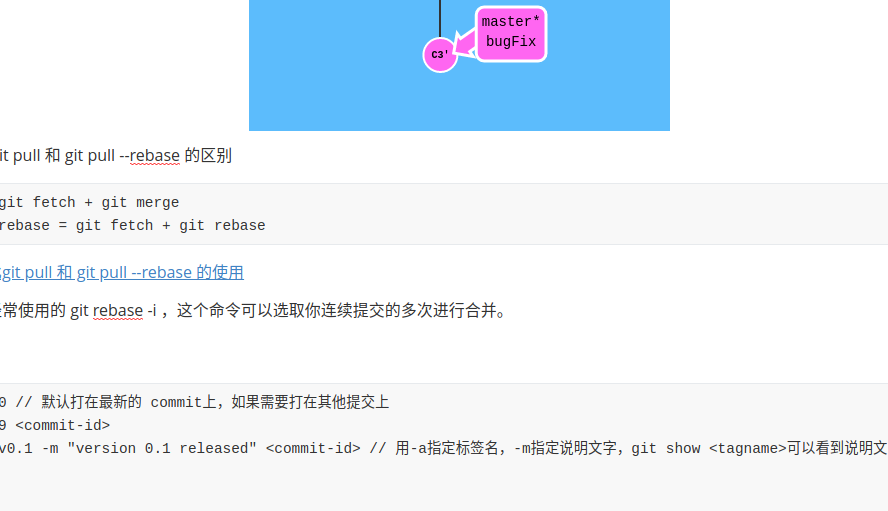 master*
bugFix
C3'
it pull 和 git pull --rebase 的区别
git fetch + git merge
rebase = git fetch + git rebase
git pull 和 git pull --rebase 的使用
常使用的 git rebase -i ，这个命令可以选取你连续提交的多次进行合并。
0 // 默认打在最新的 commit上，如果需要打在其他提交上
9 <commit-id>
v0.1 -m "version 0.1 released" <commit-id> // 用-a指定标签名，-m指定说明文字，git show <tagname>可以看到说明文